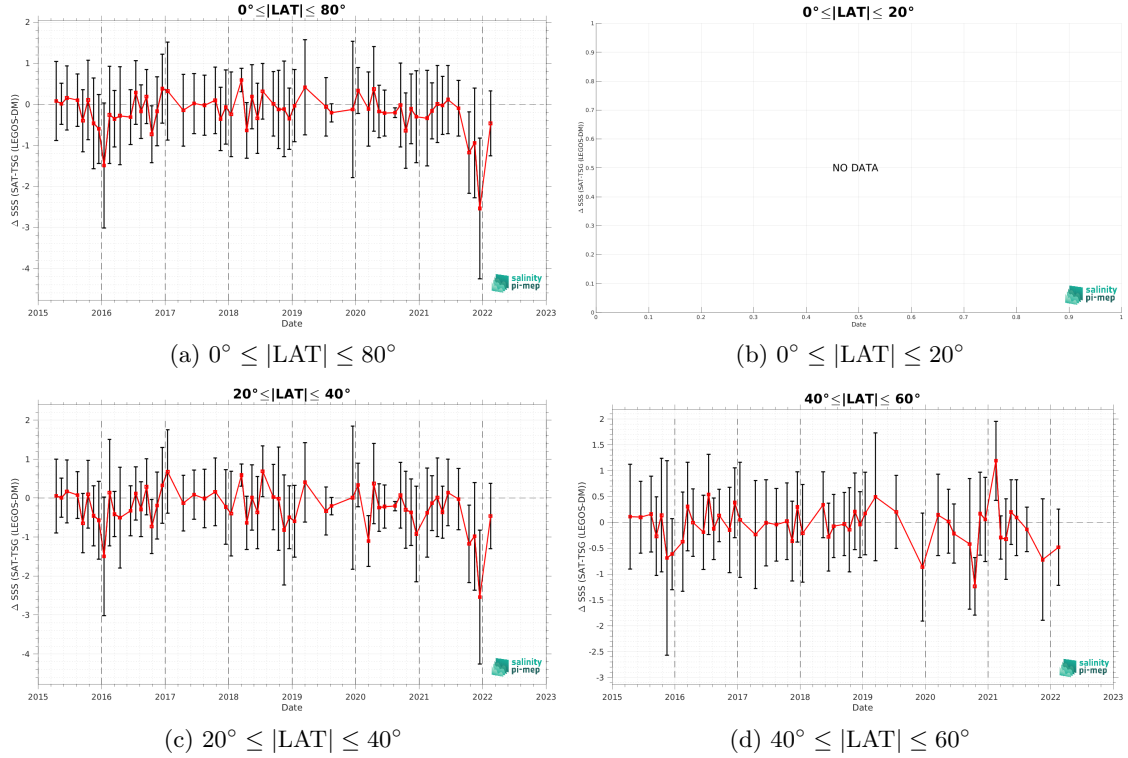 0°≤|LAT|≤ 80°
Δ SSS (SAT-TSG (LEGOS-DM))
2
1
0
-1
-2
-3
-4
2015 2016 2017 2018 2019 2020 2021 2022 2023
Date
salinity
pi-mep
(a) 0° ≤ |LAT| ≤ 80°
0°≤|LAT|≤ 20°
Δ SSS (SAT-TSG (LEGOS-DM))
1
0.9
0.8
0.7
0.6
0.5
0.4
0.3
0.2
0.1
0
NO DATA
0 0.1 0.2 0.3 0.4 0.5 0.6 0.7 0.8 0.9 1
Date
salinity
pi-mep
(b) 0° ≤ |LAT| ≤ 20°
20°≤|LAT|≤ 40°
Δ SSS (SAT-TSG (LEGOS-DM))
2
1
0
-1
-2
-3
-4
2015 2016 2017 2018 2019 2020 2021 2022 2023
Date
salinity
pi-mep
(c) 20° ≤ |LAT| ≤ 40°
40°≤|LAT|≤ 60°
Δ SSS (SAT-TSG (LEGOS-DM))
2
1.5
1
0.5
0
-0.5
-1
-1.5
-2
-2.5
-3
2015 2016 2017 2018 2019 2020 2021 2022 2023
Date
salinity
pi-mep
(d) 40° ≤ |LAT| ≤ 60°